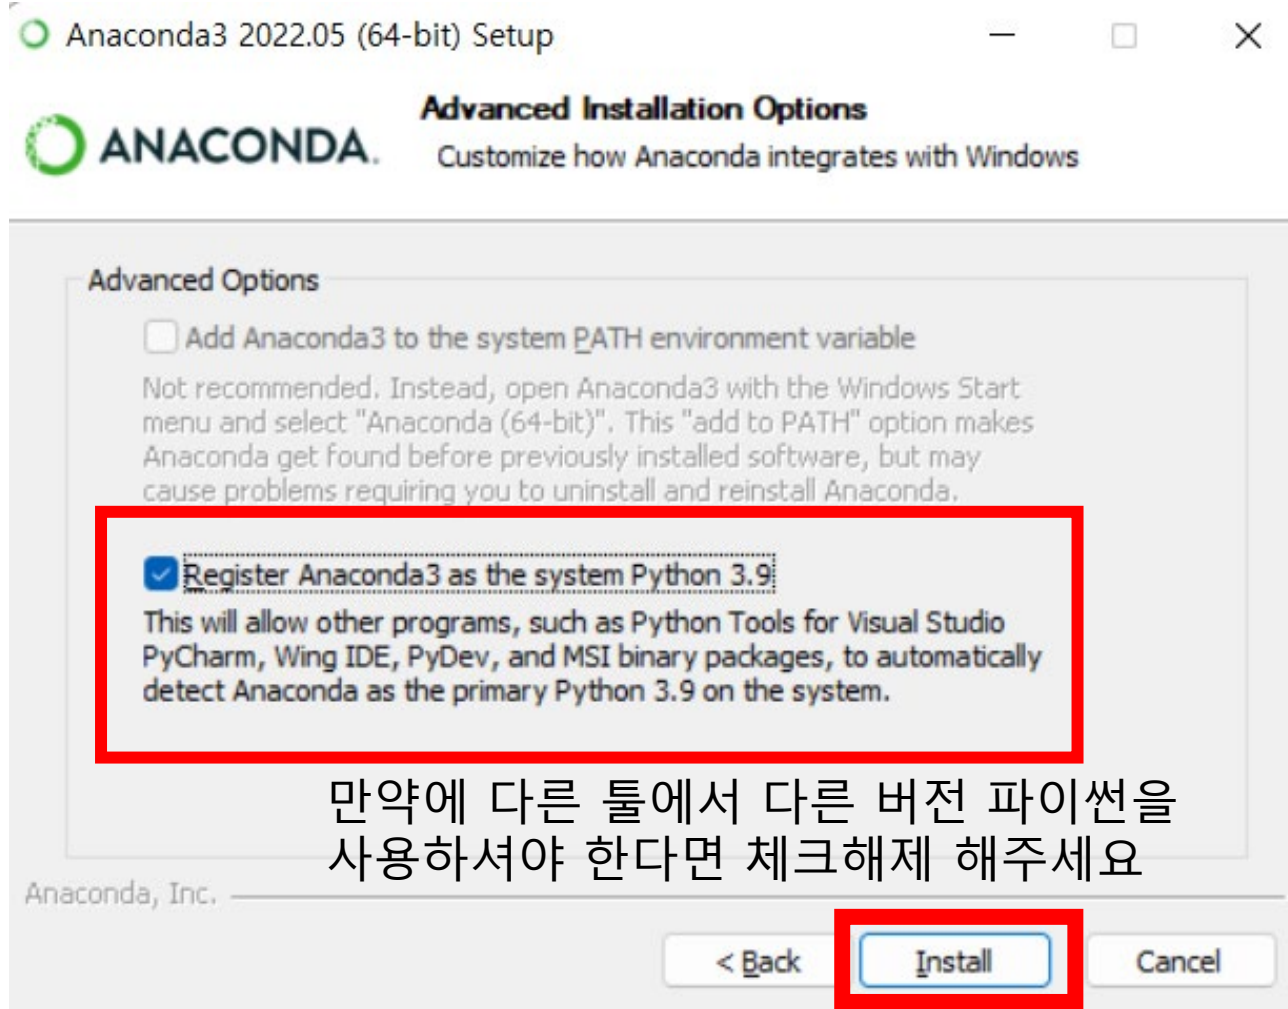 Anaconda3 2022.05 (64-bit) Setup
ANACONDA.
Advanced Installation Options
Customize how Anaconda integrates with Windows
Advanced Options
Add Anaconda3 to the system PATH environment variable
Not recommended. Instead, open Anaconda3 with the Windows Start
menu and select "Anaconda (64-bit)". This "add to PATH" option makes
Anaconda get found before previously installed software, but may
cause problems requiring you to uninstall and reinstall Anaconda.
Register Anaconda3 as the system Python 3.9
This will allow other programs, such as Python Tools for Visual Studio
PyCharm, Wing IDE, PyDev, and MSI binary packages, to automatically
detect Anaconda as the primary Python 3.9 on the system.
만약에 다른 툴에서 다른 버전 파이썬을
사용하셔야 한다면 체크해제 해주세요
Anaconda, Inc.
< Back
Install
Cancel